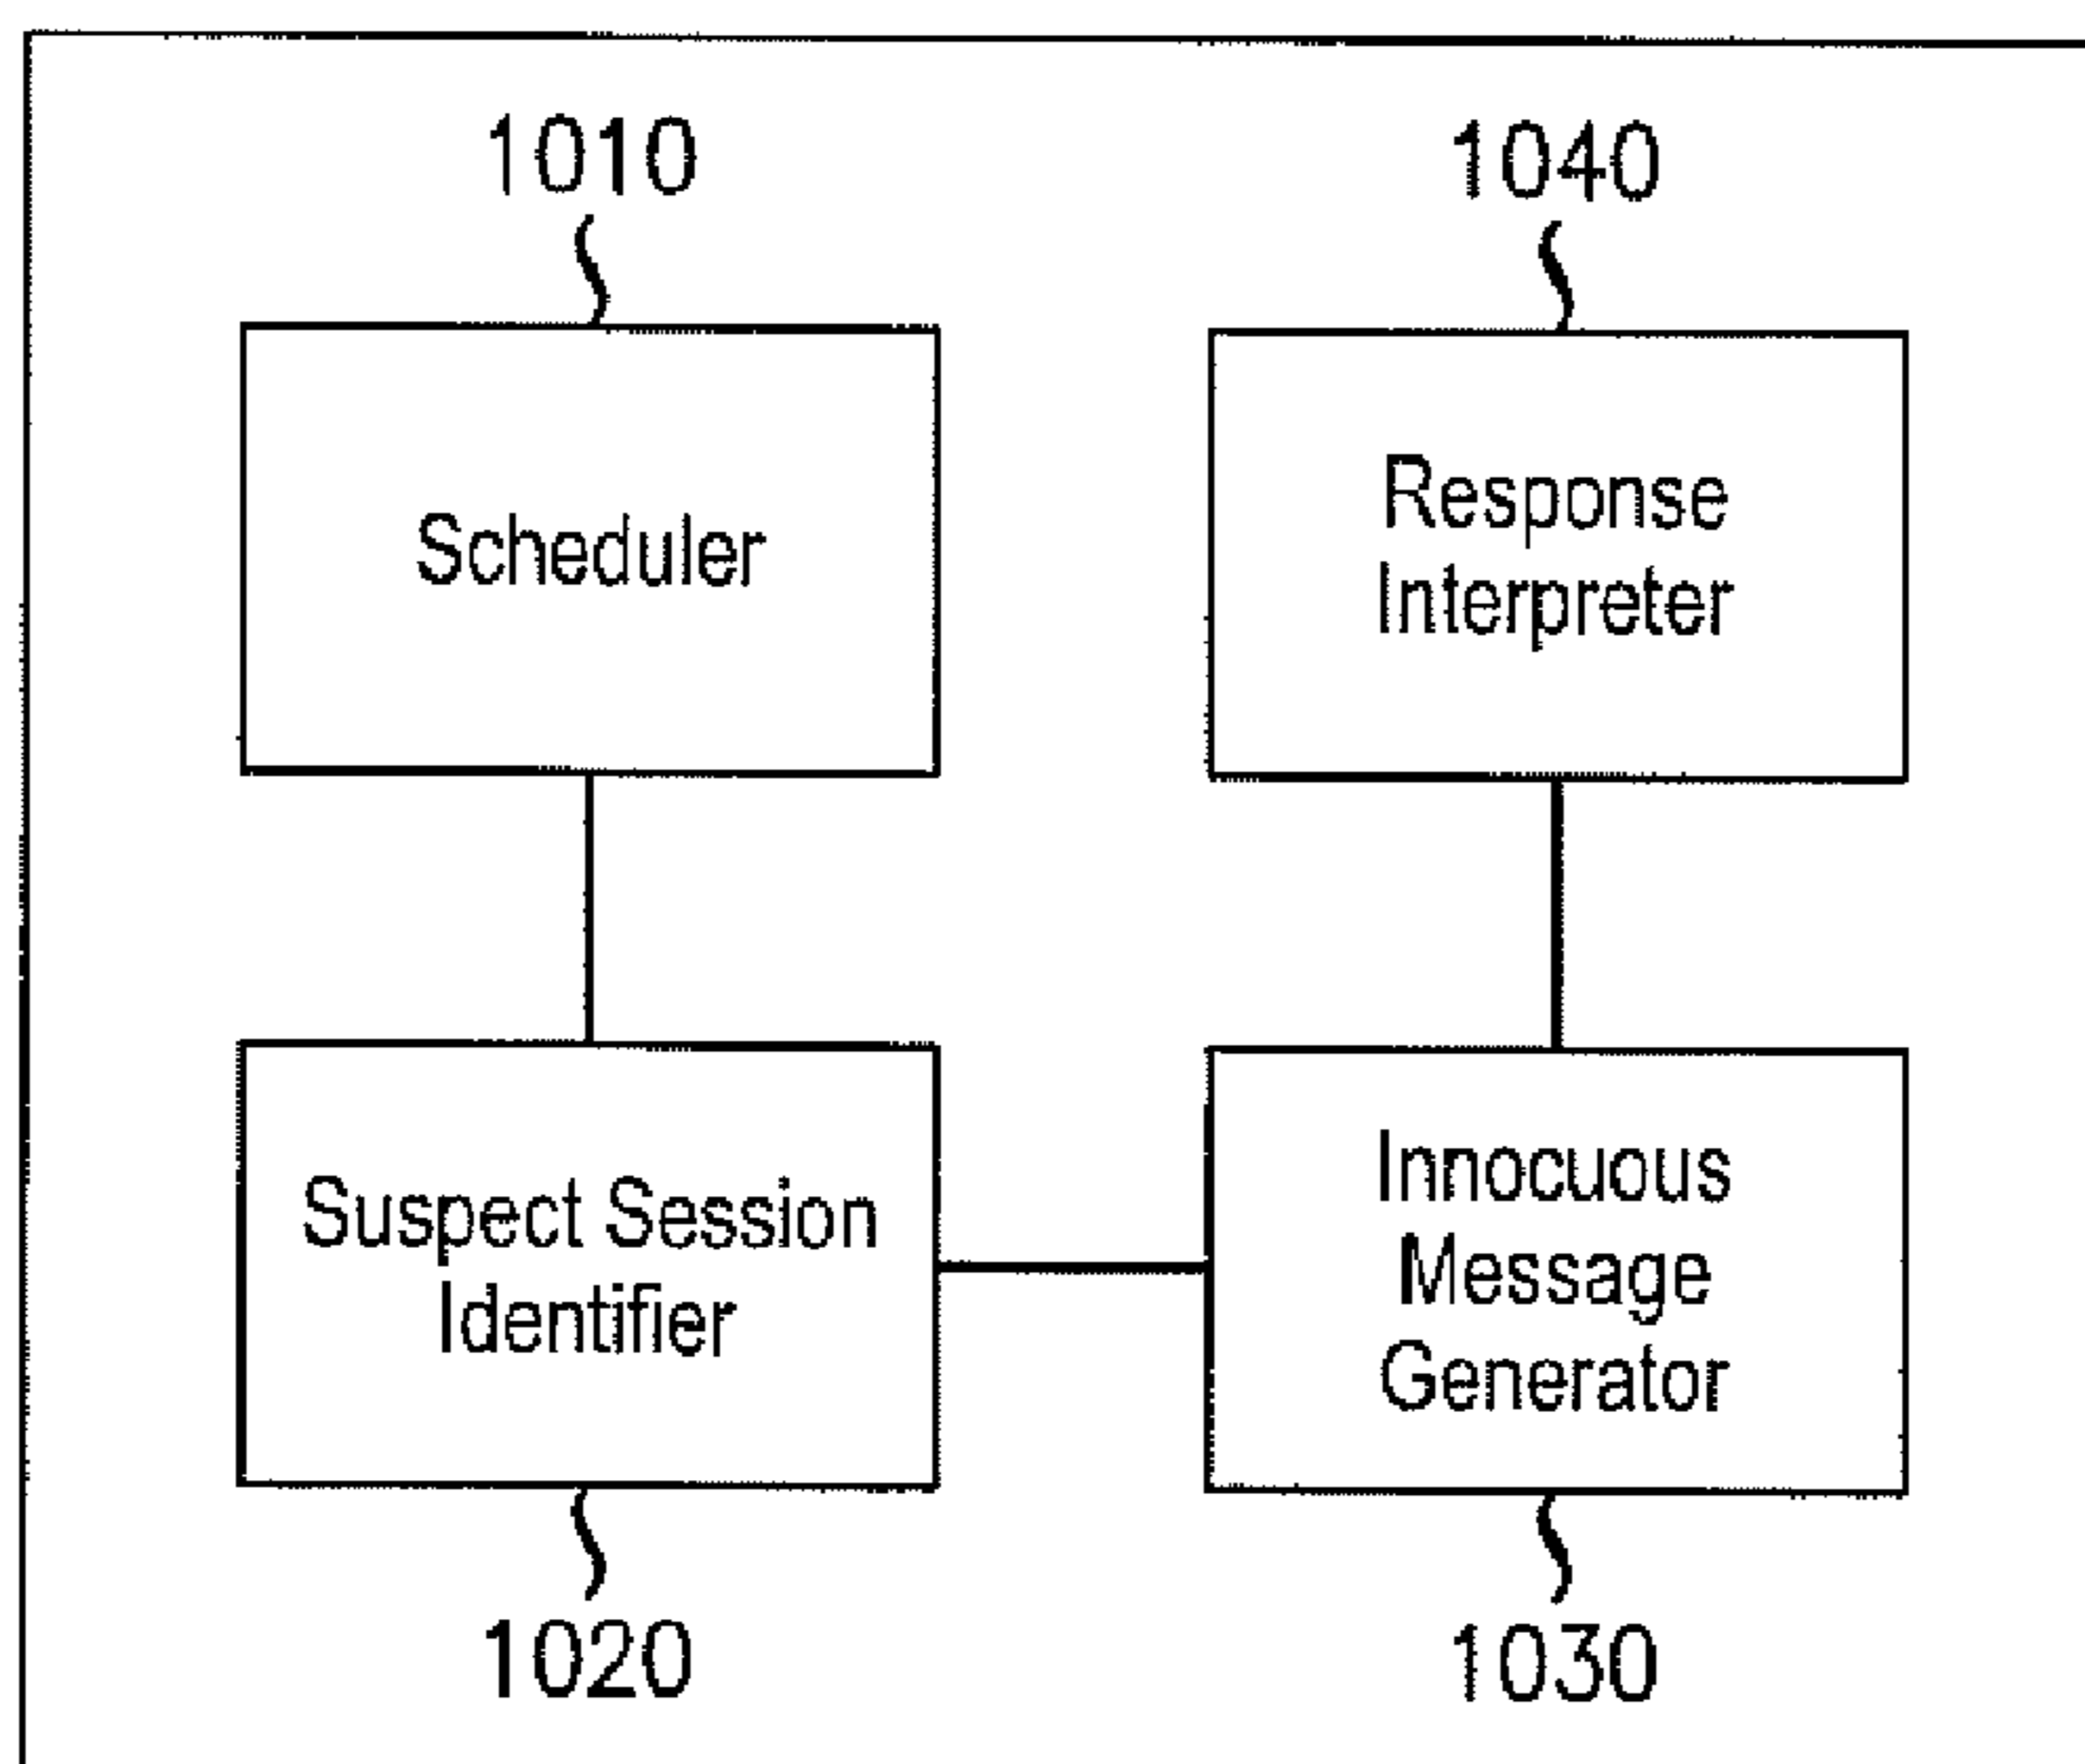 1010
1040
Scheduler
Response
Interpreter
Suspect Session
Identifier
Innocuous
Message
Generator
1020
1030